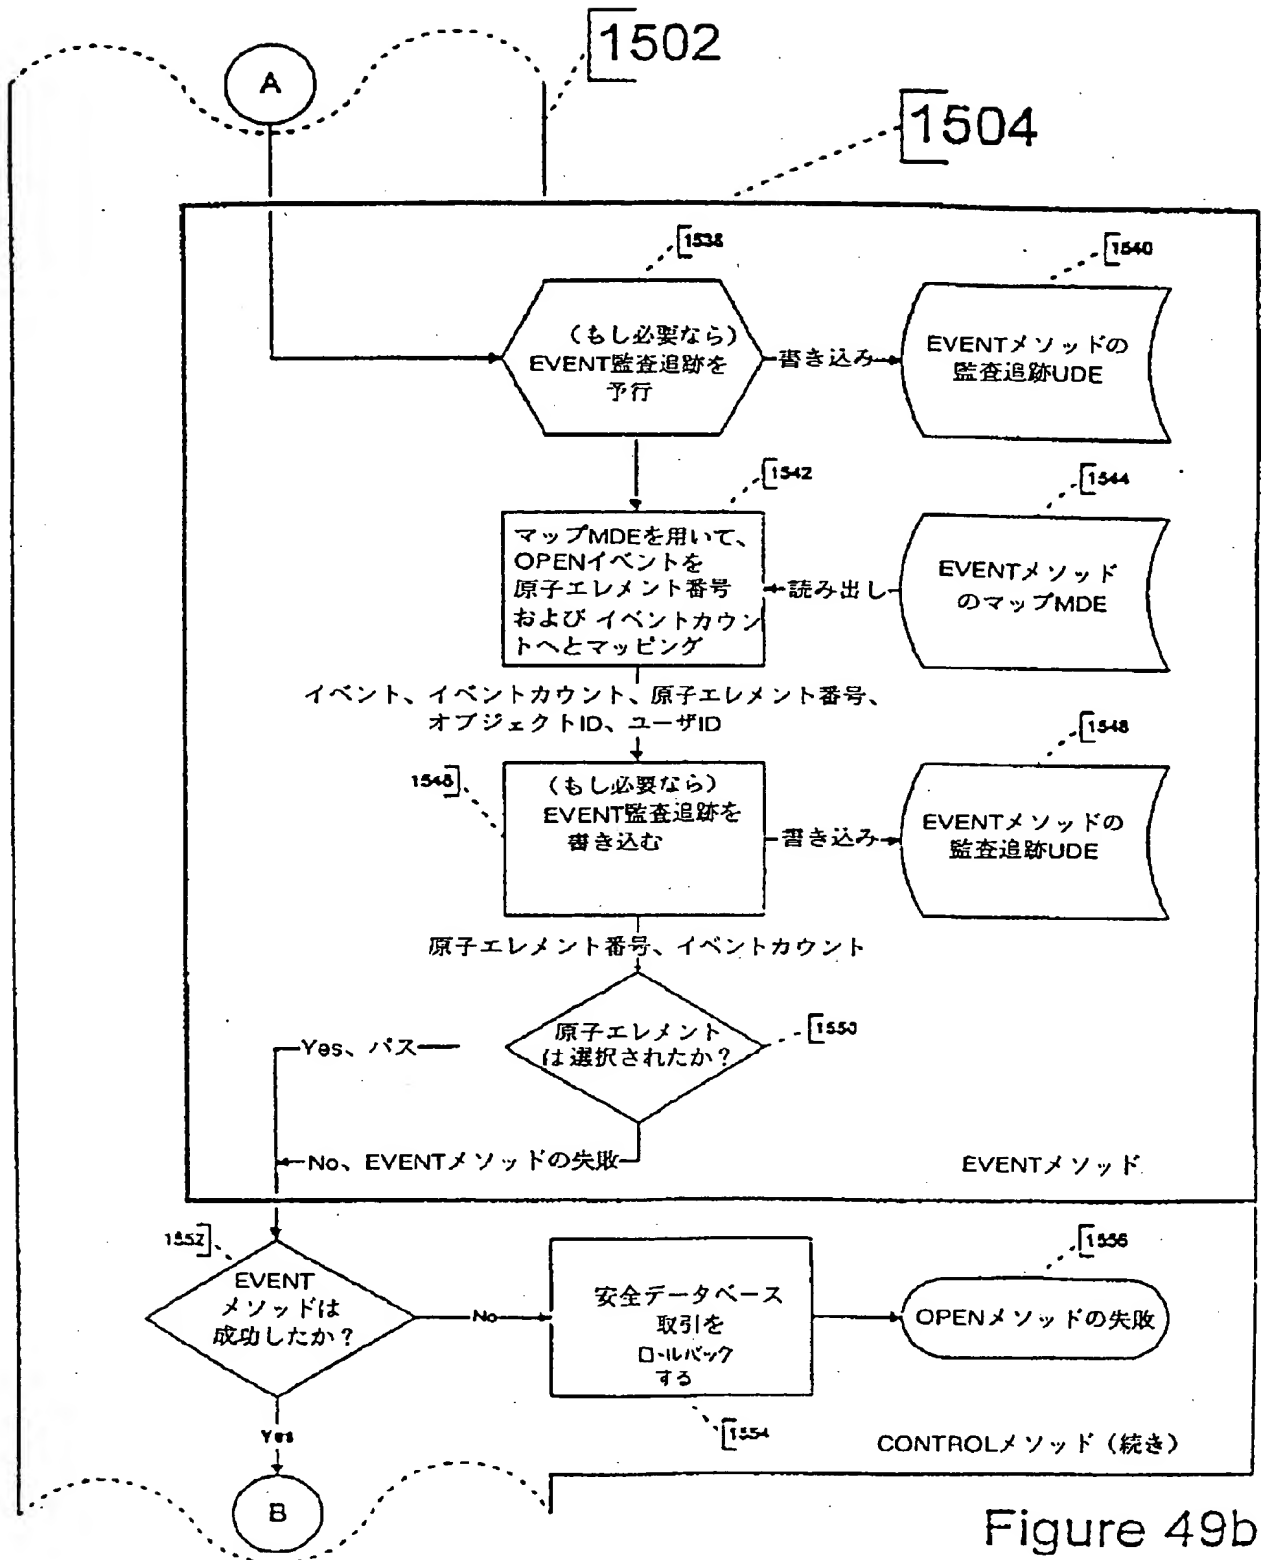 1502
A
1504
1538
1540
(もし必要なら)
EVENT監査追跡を
予行
書き込み
EVENTメソッドの
監査追跡UDE
1542
1544
マップMDEを用いて、
OPENイベントを
原子エレメント番号
および イベントカウン
トへとマッピング
読み出し
EVENTメソッド
のマップMDE
イベント、イベントカウント、原子エレメント番号、
オブジェクトID、ユーザID
1546
1548
(もし必要なら)
EVENT監査追跡を
書き込む
書き込み
EVENTメソッドの
監査追跡UDE
原子エレメント番号、イベントカウント
1550
原子エレメント
は選択されたか?
Yes、パス
No、EVENTメソッドの失敗
EVENTメソッド
1552
1556
EVENT
メソッドは
成功したか?
No
安全データベース
取引を
ロールバック
する
OPENメソッドの失敗
1554
Yes
CONTROLメソッド(続き)
B
Figure 49b